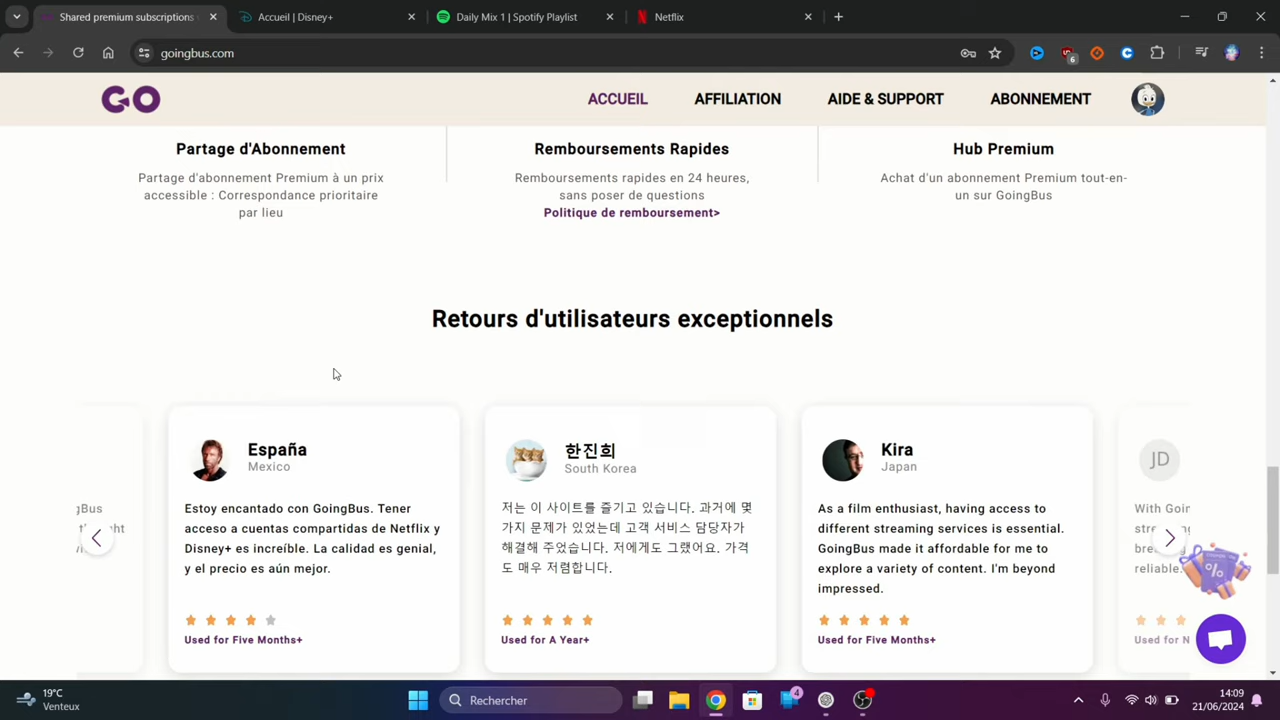 Shared premium subscriptions
Accueil | Disney+
Daily Mix 1 | Spotify Playlist
Netflix
goingbus.com
6
GO
ACCUEIL
AFFILIATION
AIDE & SUPPORT
ABONNEMENT
Partage d'Abonnement
Partage d'abonnement Premium à un prix
accessible : Correspondance prioritaire
par lieu
Remboursements Rapides
Remboursements rapides en 24 heures,
sans poser de questions
Politique de remboursement>
Hub Premium
Achat d'un abonnement Premium tout-en-
un sur GoingBus
Retours d'utilisateurs exceptionnels
España
Mexico
Estoy encantado con GoingBus. Tener
acceso a cuentas compartidas de Netflix y
Disney+ es increíble. La calidad es genial,
y el precio es aún mejor.
Used for Five Months+
한진희
South Korea
저는 이 사이트를 즐기고 있습니다. 과거에 몇
가지 문제가 있었는데 고객 서비스 담당자가
해결해 주었습니다. 저에게도 그랬어요. 가격
도 매우 저렴합니다.
Used for A Year+
Kira
Japan
As a film enthusiast, having access to
different streaming services is essential.
GoingBus made it affordable for me to
explore a variety of content. I'm beyond
impressed.
Used for Five Months+
JD
With
reliable.
Used for
%
19°C
Venteux
Rechercher
4
14:09
21/06/2024